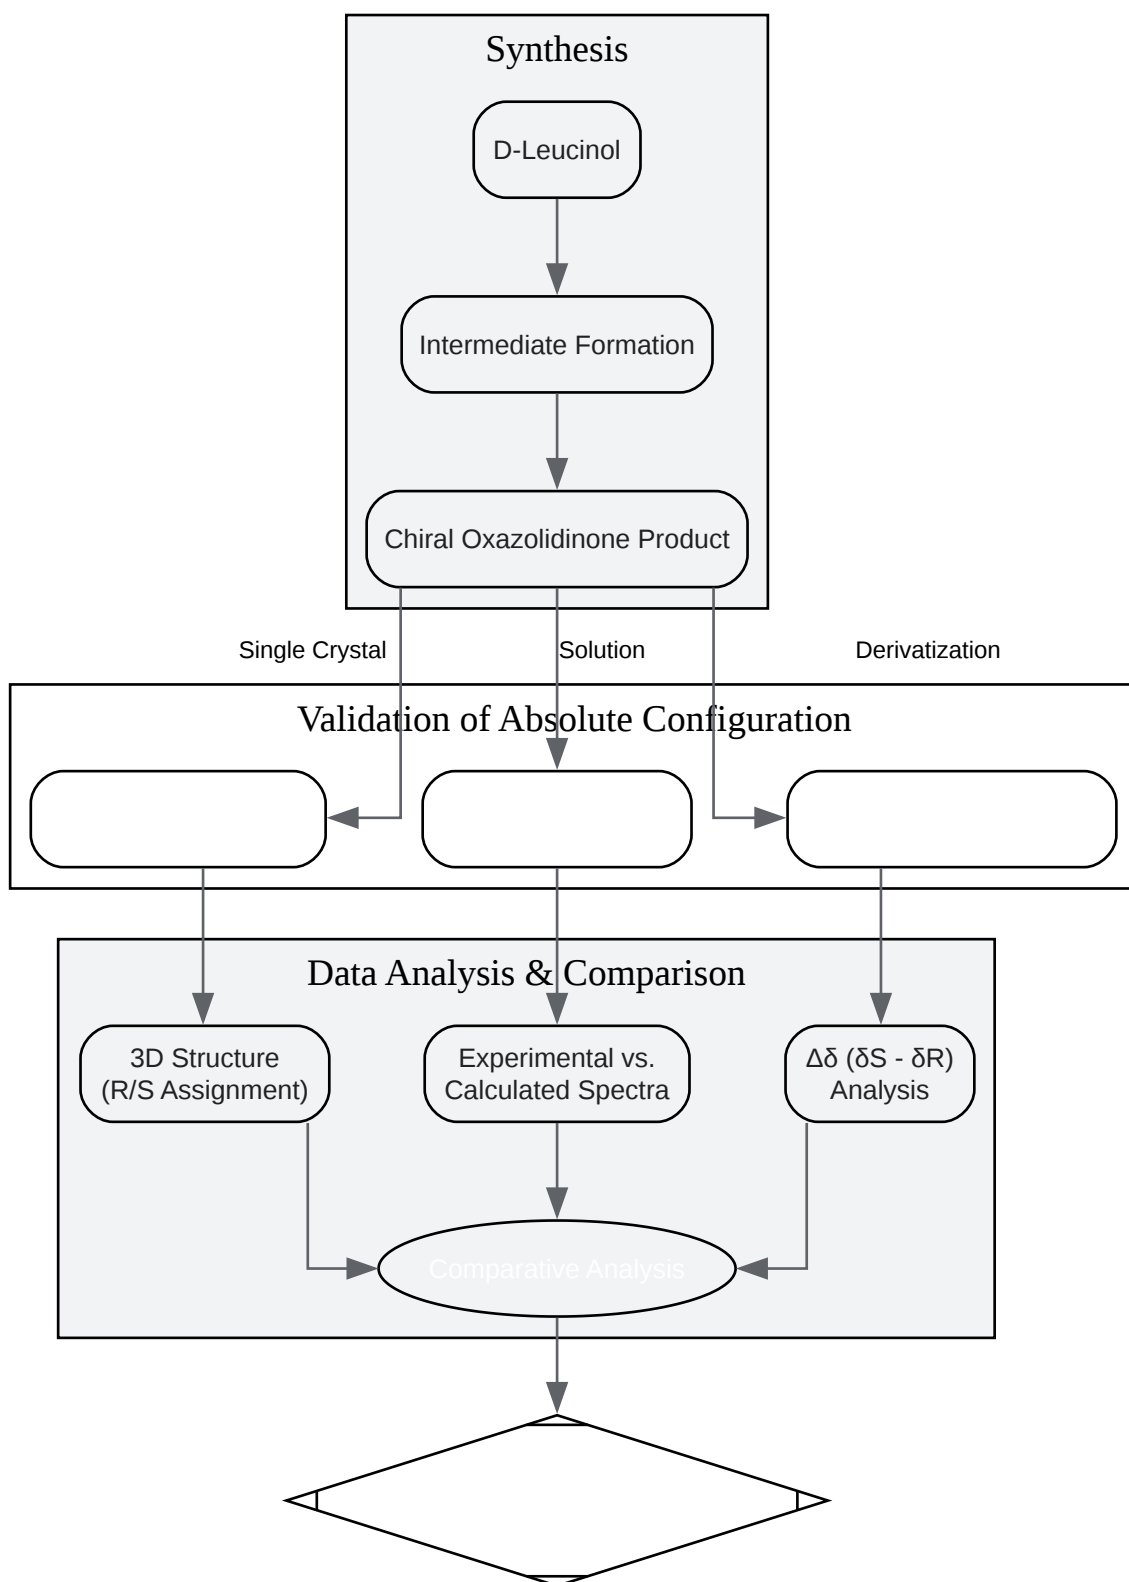 Synthesis
D-Leucinol
Intermediate Formation
Chiral Oxazolidinone Product
Single Crystal
Solution
Derivatization
Validation of Absolute Configuration
Data Analysis & Comparison
3D Structure
(R/S Assignment)
Experimental vs.
Calculated Spectra
Δδ (δS - δR)
Analysis
Comparative Analysis